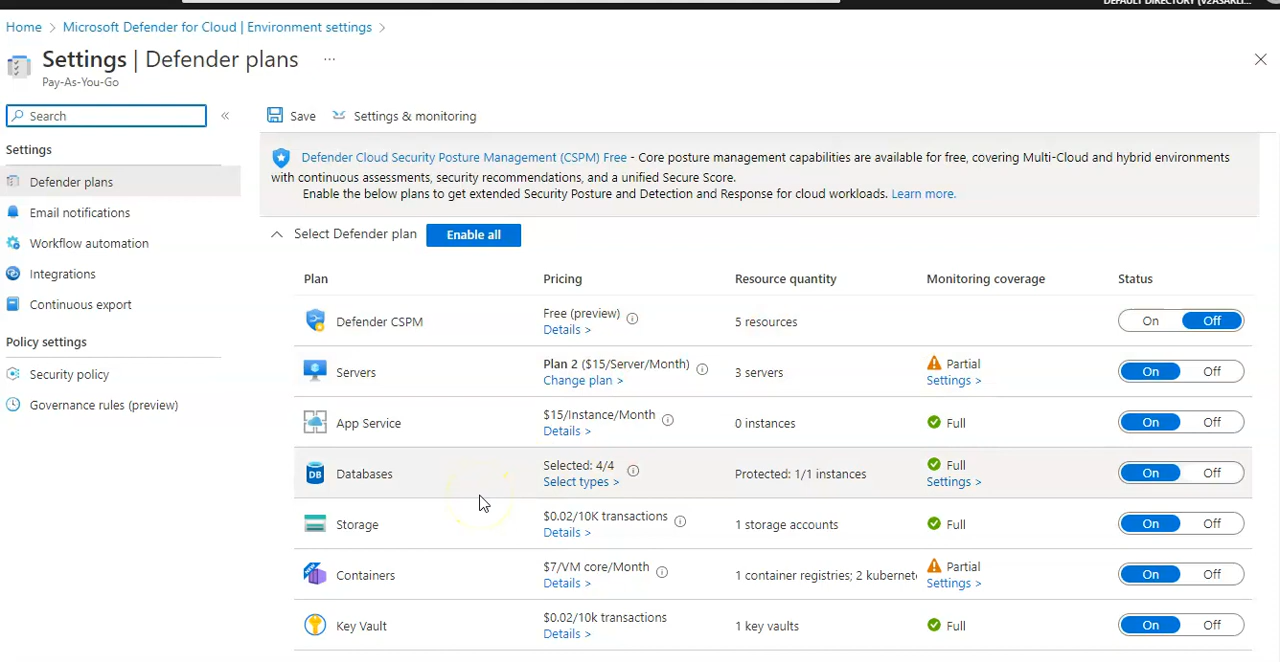 DEFAULT DIRECTORY (V2ASARLI...
Home > Microsoft Defender for Cloud | Environment settings >
Settings | Defender plans ...
Pay-As-You-Go
Search «
Save Settings & monitoring
Settings
Defender plans
Email notifications
Workflow automation
Integrations
Continuous export
Policy settings
Security policy
Governance rules (preview)
Defender Cloud Security Posture Management (CSPM) Free - Core posture management capabilities are available for free, covering Multi-Cloud and hybrid environments
with continuous assessments, security recommendations, and a unified Secure Score.
Enable the below plans to get extended Security Posture and Detection and Response for cloud workloads. Learn more.
Select Defender plan Enable all
Plan Pricing Resource quantity Monitoring coverage Status
Defender CSPM Free (preview) 5 resources On Off
Details >
Servers Plan 2 ($15/Server/Month) 3 servers Partial On Off
Change plan > Settings >
App Service $15/Instance/Month 0 instances Full On Off
Details >
DB Databases Selected: 4/4 Protected: 1/1 instances Full On Off
Select types > Settings >
Storage $0.02/10K transactions 1 storage accounts Full On Off
Details >
Containers $7/VM core/Month 1 container registries; 2 kubernete Partial On Off
Details > Settings >
Key Vault $0.02/10k transactions 1 key vaults Full On Off
Details >